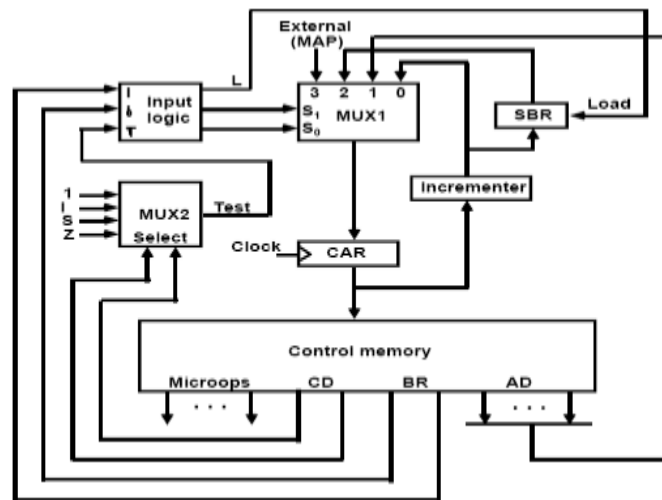 External
(MAP)
L
3 2 1 0
I
Input
logic
T
S1
S0
MUX1
SBR
Load
Incrementer
1
I
S
Z
MUX2
Select
Test
Clock
CAR
Control memory
Microops
CD
BR
AD
. . .
. . .